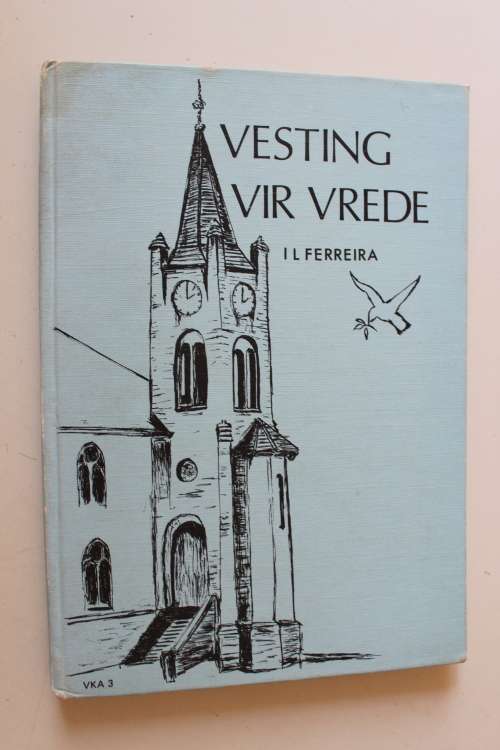 VESTING
VIR VREDE
I L FERREIRA
VKA 3